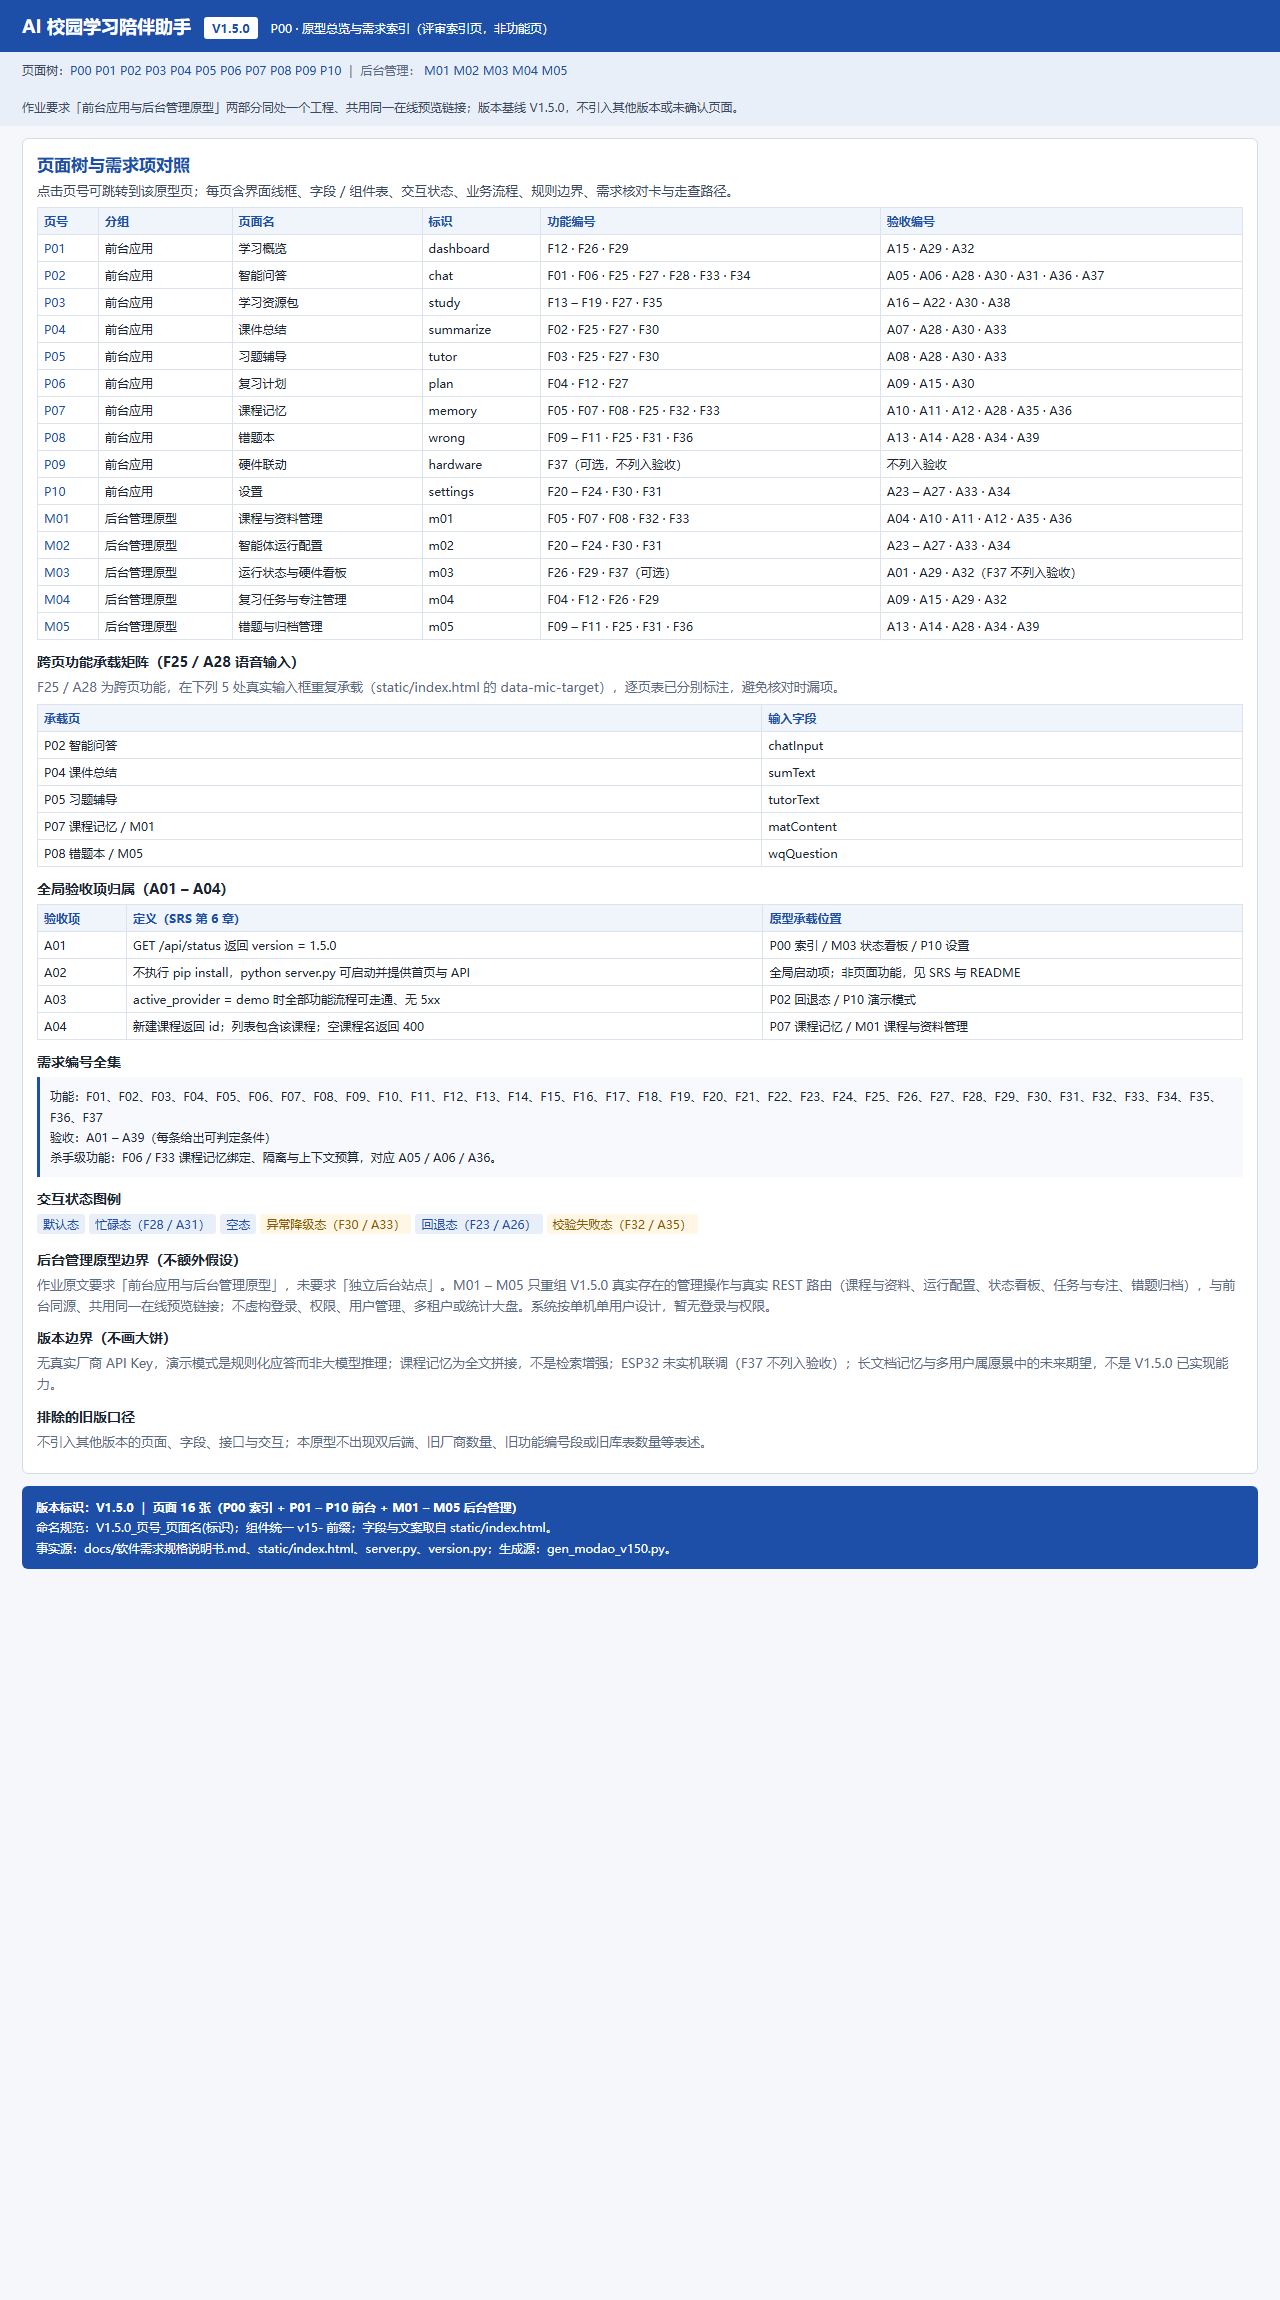 AI 校园学习陪伴助手 V1.5.0 P00 · 原型总览与需求索引（评审索引页，非功能页）
页面树：P00 P01 P02 P03 P04 P05 P06 P07 P08 P09 P10 | 后台管理： M01 M02 M03 M04 M05
作业要求「前台应用与后台管理原型」两部分同处一个工程、共用同一在线预览链接；版本基线 V1.5.0，不引入其他版本或未确认页面。
页面树与需求项对照
点击页号可跳转到该原型页；每页含界面线框、字段 / 组件表、交互状态、业务流程、规则边界、需求核对卡与走查路径。
页号 分组 页面名 标识 功能编号 验收编号
P01 前台应用 学习概览 dashboard F12 · F26 · F29 A15 · A29 · A32
P02 前台应用 智能问答 chat F01 · F06 · F25 · F27 · F28 · F33 · F34 A05 · A06 · A28 · A30 · A31 · A36 · A37
P03 前台应用 学习资源包 study F13 – F19 · F27 · F35 A16 – A22 · A30 · A38
P04 前台应用 课件总结 summarize F02 · F25 · F27 · F30 A07 · A28 · A30 · A33
P05 前台应用 习题辅导 tutor F03 · F25 · F27 · F30 A08 · A28 · A30 · A33
P06 前台应用 复习计划 plan F04 · F12 · F27 A09 · A15 · A30
P07 前台应用 课程记忆 memory F05 · F07 · F08 · F25 · F32 · F33 A10 · A11 · A12 · A28 · A35 · A36
P08 前台应用 错题本 wrong F09 – F11 · F25 · F31 · F36 A13 · A14 · A28 · A34 · A39
P09 前台应用 硬件联动 hardware F37（可选，不列入验收） 不列入验收
P10 前台应用 设置 settings F20 – F24 · F30 · F31 A23 – A27 · A33 · A34
M01 后台管理原型 课程与资料管理 m01 F05 · F07 · F08 · F32 · F33 A04 · A10 · A11 · A12 · A35 · A36
M02 后台管理原型 智能体运行配置 m02 F20 – F24 · F30 · F31 A23 – A27 · A33 · A34
M03 后台管理原型 运行状态与硬件看板 m03 F26 · F29 · F37（可选） A01 · A29 · A32（F37 不列入验收）
M04 后台管理原型 复习任务与专注管理 m04 F04 · F12 · F26 · F29 A09 · A15 · A29 · A32
M05 后台管理原型 错题与归档管理 m05 F09 – F11 · F25 · F31 · F36 A13 · A14 · A28 · A34 · A39
跨页功能承载矩阵（F25 / A28 语音输入）
F25 / A28 为跨页功能，在下列 5 处真实输入框重复承载（static/index.html 的 data-mic-target），逐页表已分别标注，避免核对时漏项。
承载页 输入字段
P02 智能问答 chatInput
P04 课件总结 sumText
P05 习题辅导 tutorText
P07 课程记忆 / M01 matContent
P08 错题本 / M05 wqQuestion
全局验收项归属（A01 – A04）
验收项 定义（SRS 第 6 章） 原型承载位置
A01 GET /api/status 返回 version = 1.5.0 P00 索引 / M03 状态看板 / P10 设置
A02 不执行 pip install，python server.py 可启动并提供首页与 API 全局启动项；非页面功能，见 SRS 与 README
A03 active_provider = demo 时全部功能流程可走通、无 5xx P02 回退态 / P10 演示模式
A04 新建课程返回 id；列表包含该课程；空课程名返回 400 P07 课程记忆 / M01 课程与资料管理
需求编号全集
功能：F01、F02、F03、F04、F05、F06、F07、F08、F09、F10、F11、F12、F13、F14、F15、F16、F17、F18、F19、F20、F21、F22、F23、F24、F25、F26、F27、F28、F29、F30、F31、F32、F33、F34、F35、
F36、F37
验收：A01 – A39（每条给出可判定条件）
杀手级功能：F06 / F33 课程记忆绑定、隔离与上下文预算，对应 A05 / A06 / A36。
交互状态图例
默认态 忙碌态（F28 / A31） 空态 异常降级态（F30 / A33） 回退态（F23 / A26） 校验失败态（F32 / A35）
后台管理原型边界（不额外假设）
作业原文要求「前台应用与后台管理原型」，未要求「独立后台站点」。M01 – M05 只重组 V1.5.0 真实存在的管理操作与真实 REST 路由（课程与资料、运行配置、状态看板、任务与专注、错题归档），与前
台同源、共用同一在线预览链接；不虚构登录、权限、用户管理、多租户或统计大盘。系统按单机单用户设计，暂无登录与权限。
版本边界（不画大饼）
无真实厂商 API Key，演示模式是规则化应答而非大模型推理；课程记忆为全文拼接，不是检索增强；ESP32 未实机联调（F37 不列入验收）；长文档记忆与多用户属愿景中的未来期望，不是 V1.5.0 已实现能
力。
排除的旧版口径
不引入其他版本的页面、字段、接口与交互；本原型不出现双后端、旧厂商数量、旧功能编号段或旧库表数量等表述。
版本标识：V1.5.0 | 页面 16 张（P00 索引 + P01 – P10 前台 + M01 – M05 后台管理）
命名规范：V1.5.0_页号_页面名(标识)；组件统一 v15- 前缀；字段与文案取自 static/index.html。
事实源：docs/软件需求规格说明书.md、static/index.html、server.py、version.py；生成源：gen_modao_v150.py。